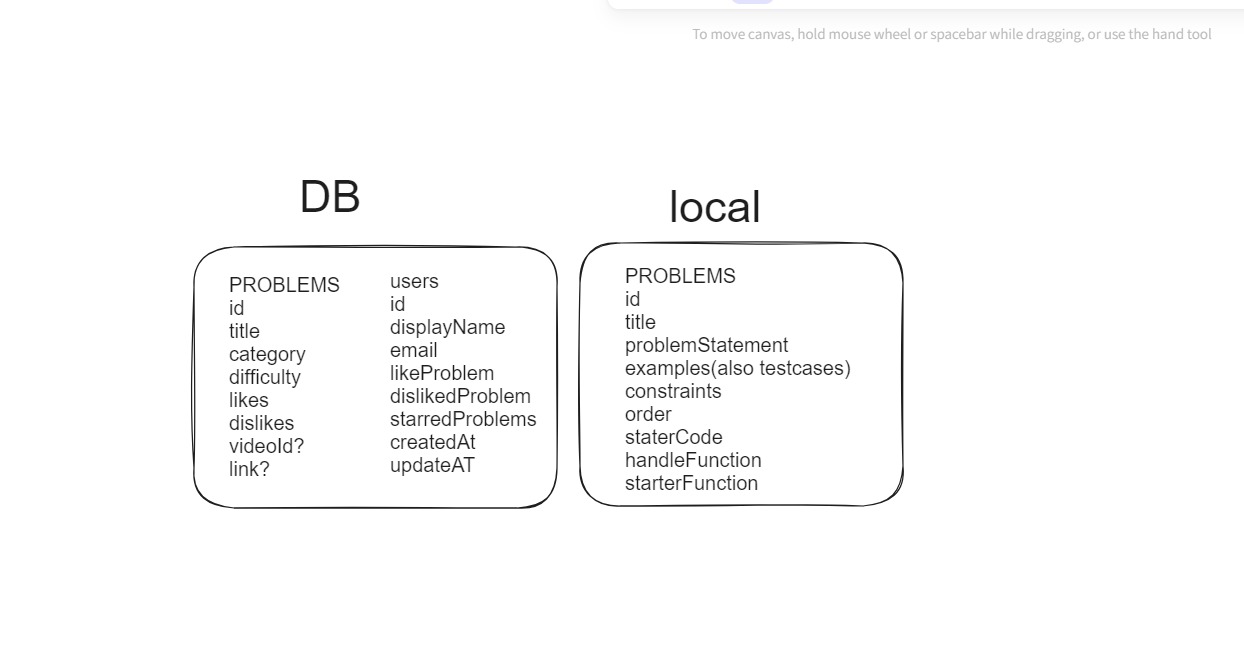 To move canvas, hold mouse wheel or spacebar while dragging, or use the hand tool
DB
PROBLEMS
id
title
category
difficulty
likes
dislikes
videoId?
link?
users
id
displayName
email
likeProblem
dislikedProblem
starredProblems
createdAt
updateAT
local
PROBLEMS
id
title
problemStatement
examples(also testcases)
constraints
order
staterCode
handleFunction
starterFunction